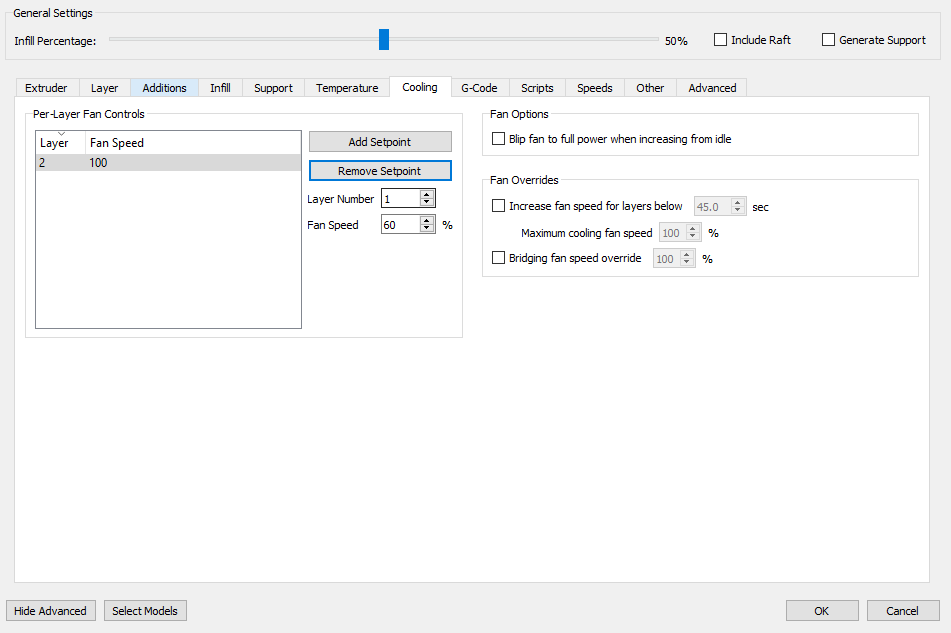 General Settings
Infill Percentage: 50% Include Raft Generate Support
Extruder Layer Additions Infill Support Temperature Cooling G-Code Scripts Speeds Other Advanced
Per-Layer Fan Controls
Layer Fan Speed
2 100
Add Setpoint
Remove Setpoint
Layer Number 1
Fan Speed 60 %
Fan Options
Blip fan to full power when increasing from idle
Fan Overrides
Increase fan speed for layers below 45.0 sec
Maximum cooling fan speed 100 %
Bridging fan speed override 100 %
Hide Advanced Select Models OK Cancel